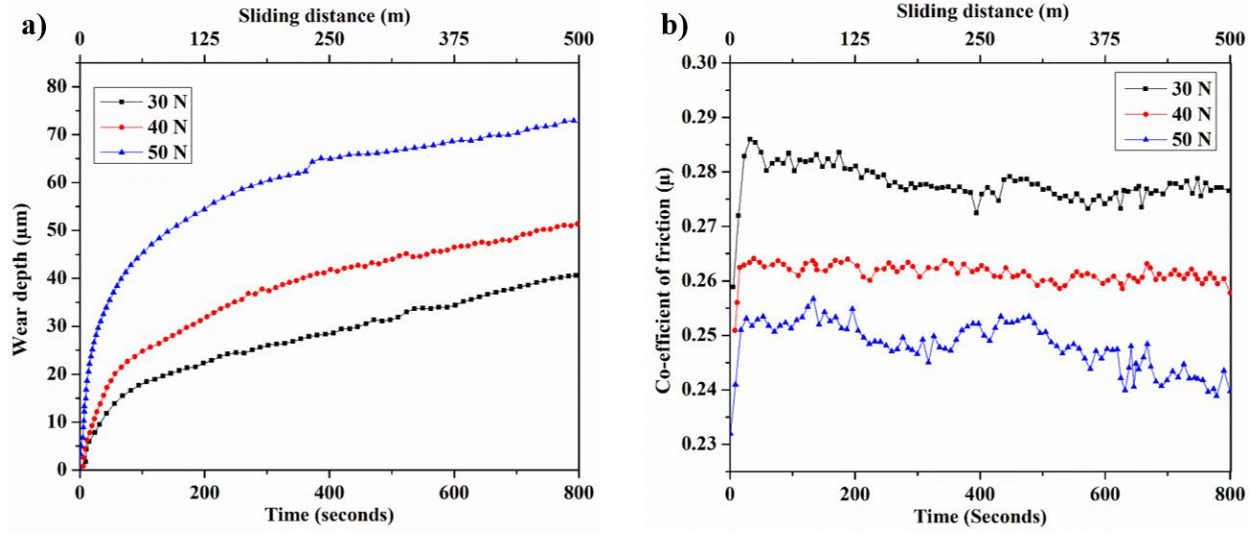 a)
Sliding distance (m)
0 125 250 375 500
Wear depth (μm)
80
70
60
50
40
30
20
10
0
30 N
40 N
50 N
0 200 400 600 800
Time (seconds)
b)
Sliding distance (m)
0 125 250 375 500
Co-efficient of friction (μ)
0.30
0.29
0.28
0.27
0.26
0.25
0.24
0.23
30 N
40 N
50 N
0 200 400 600 800
Time (Seconds)